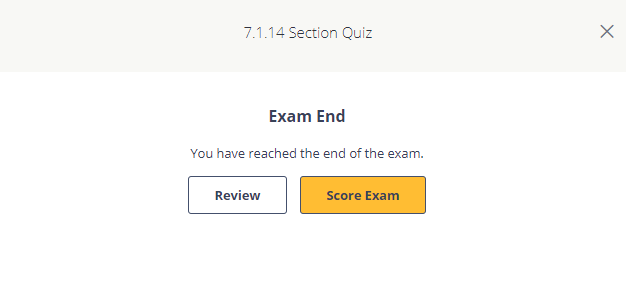 7.1.14 Section Quiz
Exam End
You have reached the end of the exam.
Review
Score Exam